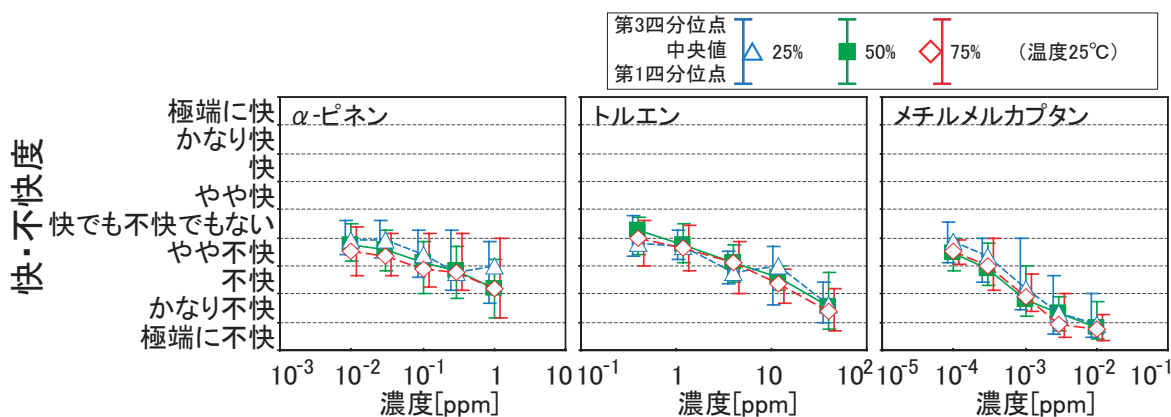 第3四分位点
中央値 25% 50% 75% (温度25℃)
第1四分位点
快・不快度
極端に快
かなり快
快
やや快
快でも不快でもない
やや不快
不快
かなり不快
極端に不快
α-ピネン
10⁻³ 10⁻² 10⁻¹ 1 10
濃度[ppm]
トルエン
10⁻¹ 1 10 10²
濃度[ppm]
メチルメルカプタン
10⁻⁵ 10⁻⁴ 10⁻³ 10⁻² 10⁻¹
濃度[ppm]